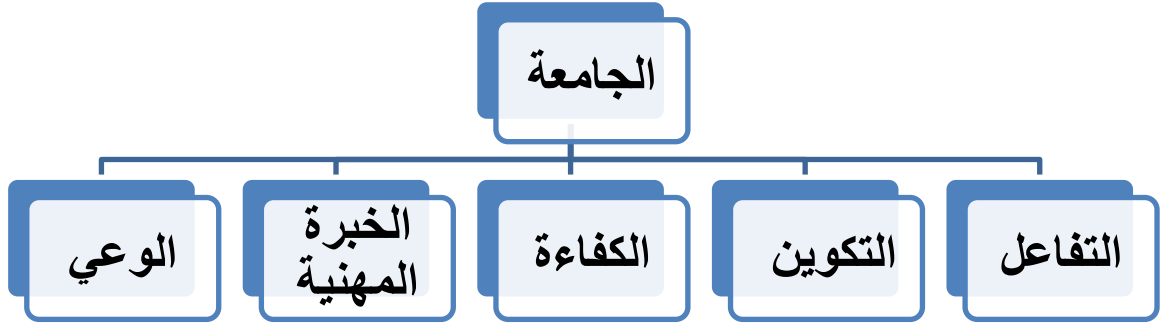 الجامعة
التفاعل
التكوين
الكفاءة
الخبرة
المهنية
الوعي